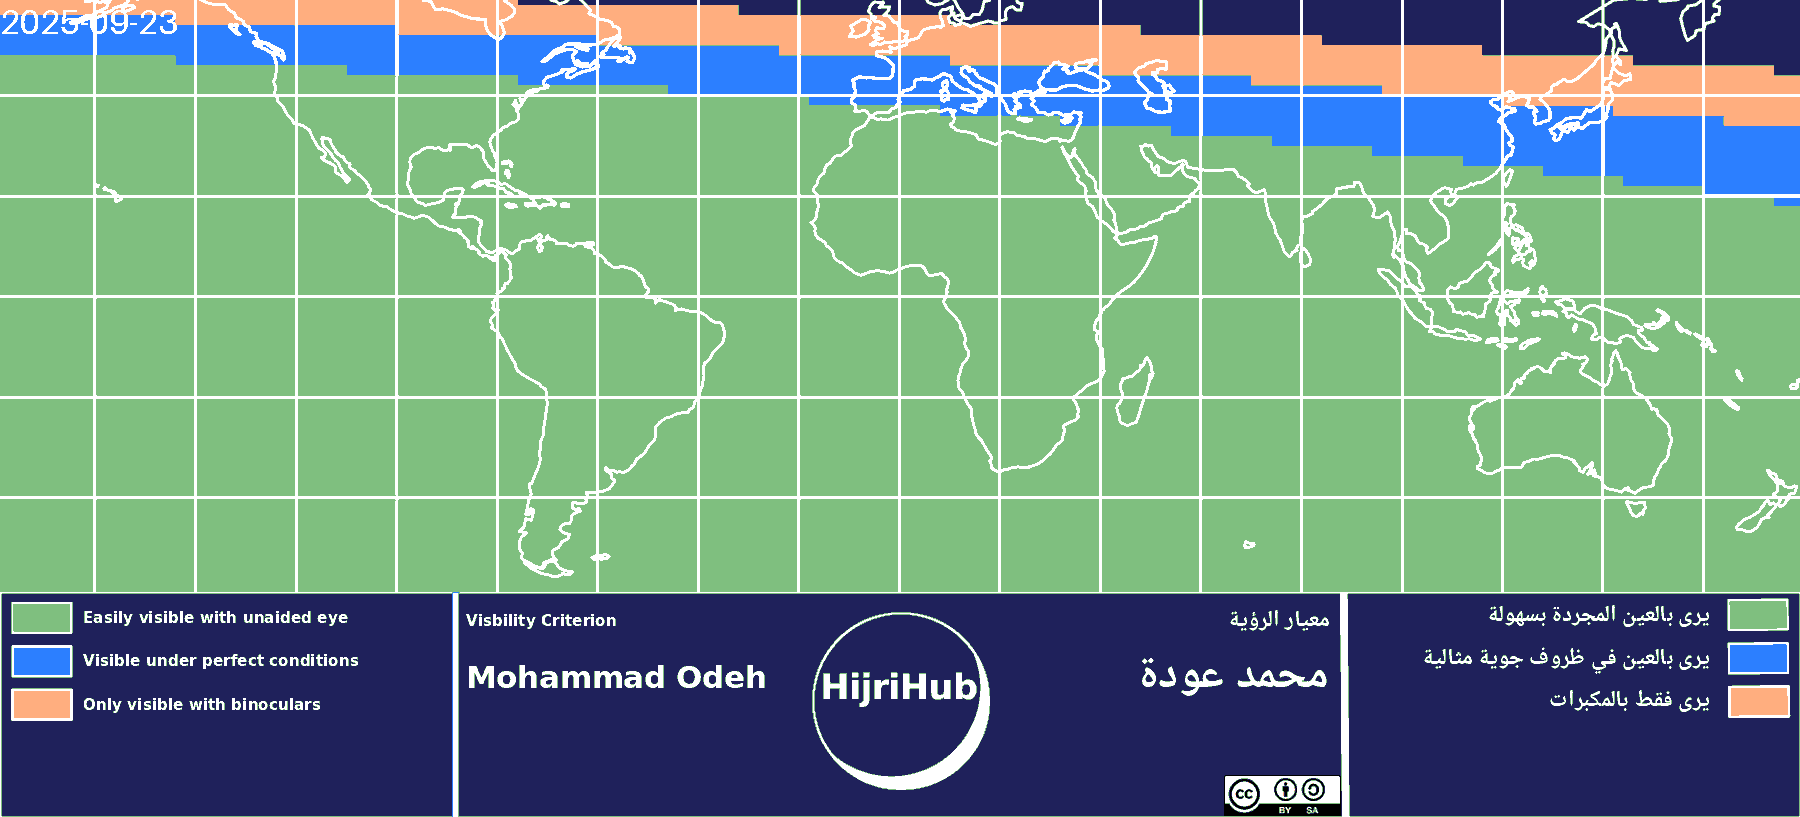 2025-09-23
Easily visible with unaided eye
Visible under perfect conditions
Only visible with binoculars
Visbility Criterion
Mohammad Odeh
HijriHub
معيار الرؤية
محمد عودة
cc
BY SA
يرى بالعين المجردة بسهولة
يرى بالعين في ظروف جوية مثالية
يرى فقط بالمكبرات